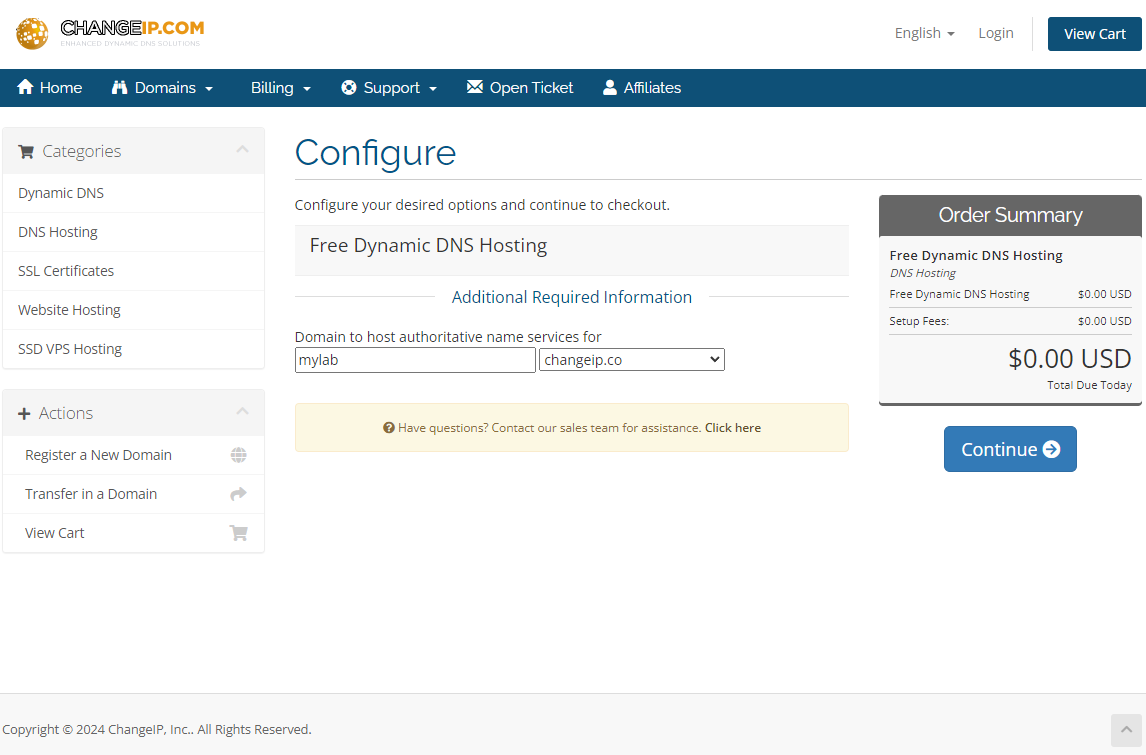 CHANGEIP.COM
ENHANCED DYNAMIC DNS SOLUTIONS
English
Login
View Cart
Home
Domains
Billing
Support
Open Ticket
Affiliates
Categories
Dynamic DNS
DNS Hosting
SSL Certificates
Website Hosting
SSD VPS Hosting
Actions
Register a New Domain
Transfer in a Domain
View Cart
Configure
Configure your desired options and continue to checkout.
Free Dynamic DNS Hosting
Additional Required Information
Domain to host authoritative name services for
mylab changeip.co
Have questions? Contact our sales team for assistance. Click here
Order Summary
Free Dynamic DNS Hosting
DNS Hosting
Free Dynamic DNS Hosting $0.00 USD
Setup Fees: $0.00 USD
$0.00 USD
Total Due Today
Continue
Copyright © 2024 ChangeIP, Inc.. All Rights Reserved.